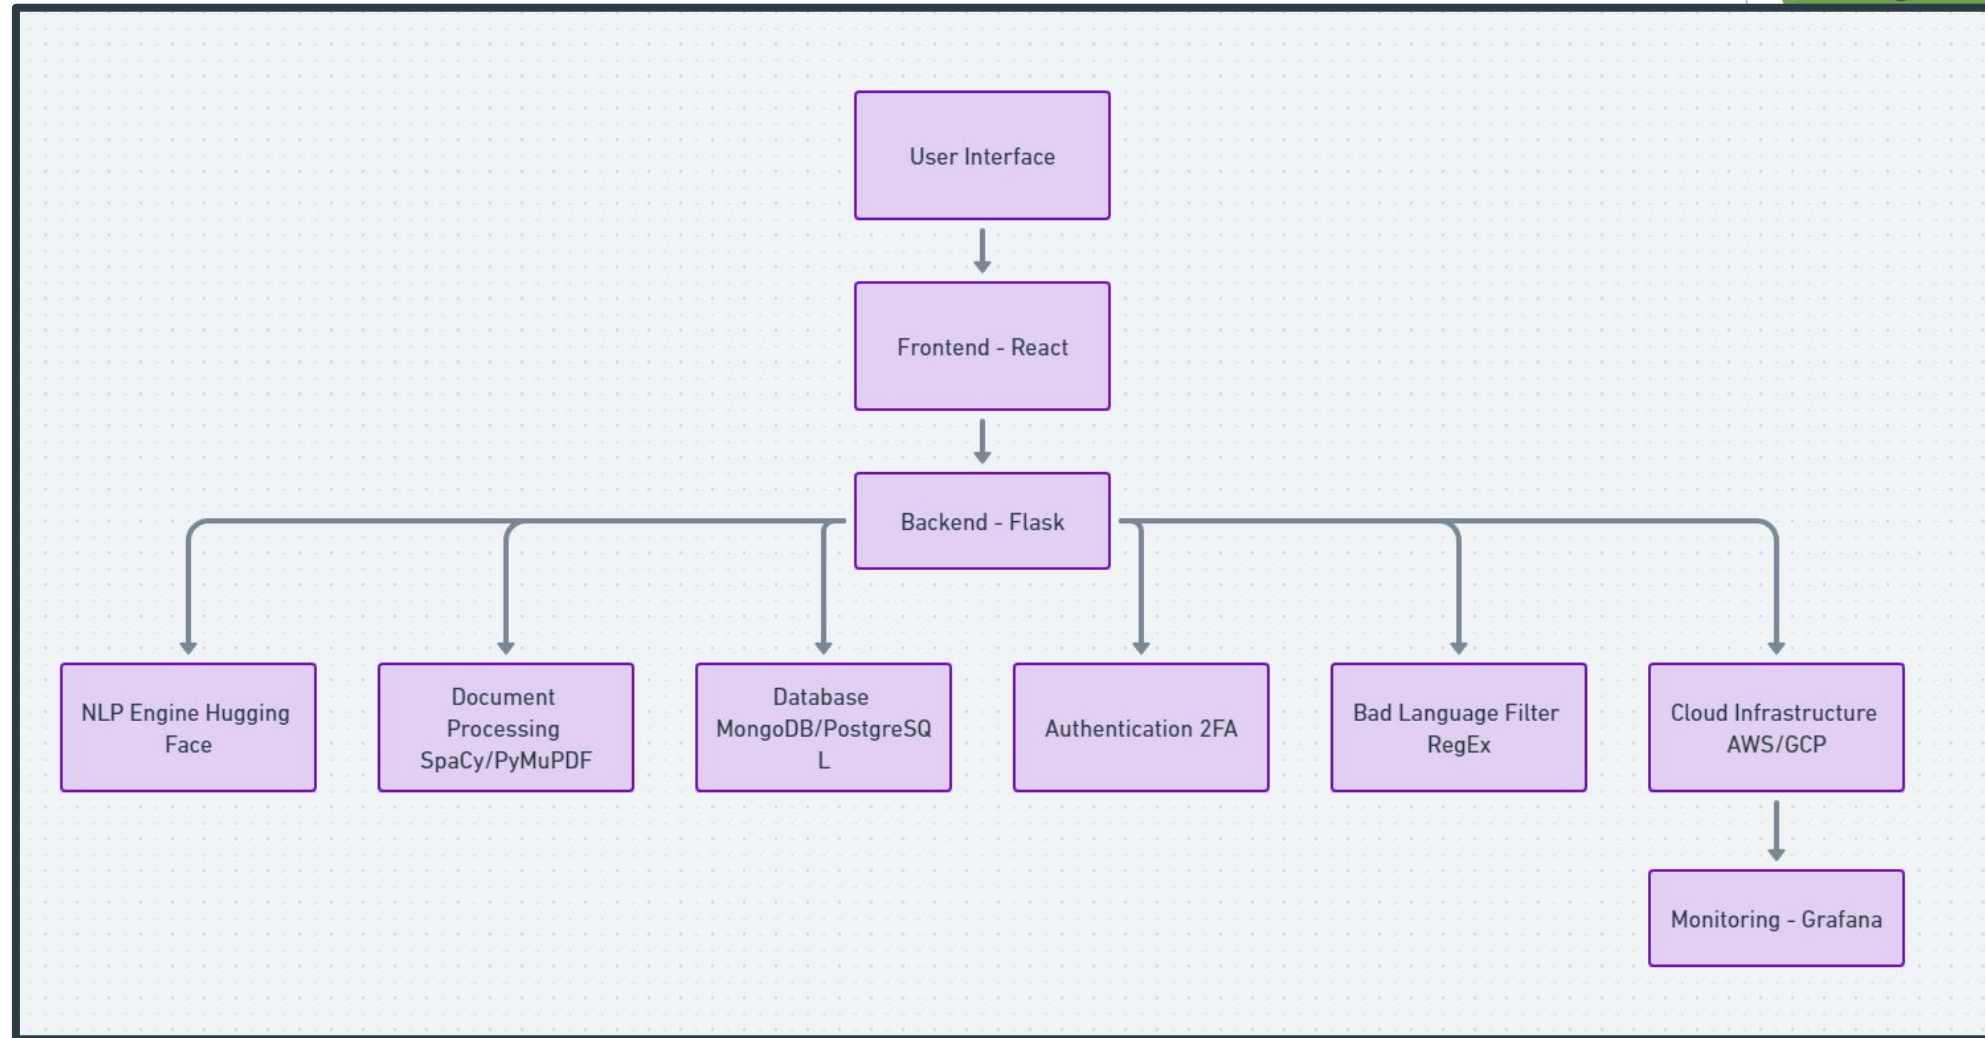 User Interface
Frontend - React
Backend - Flask
NLP Engine Hugging
Face
Document
Processing
SpaCy/PyMuPDF
Database
MongoDB/PostgreSQ
L
Authentication 2FA
Bad Language Filter
RegEx
Cloud Infrastructure
AWS/GCP
Monitoring - Grafana